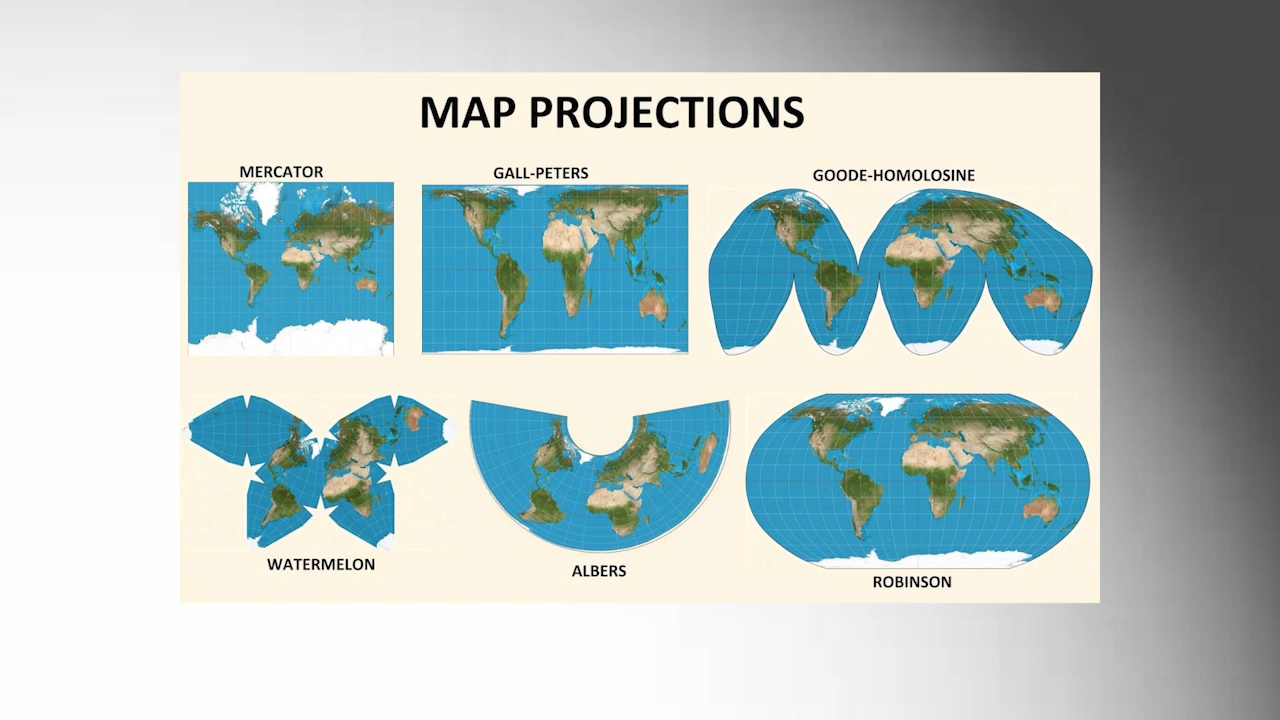 MAP PROJECTIONS
MERCATOR
GALL-PETERS
GOODE-HOMOLOSINE
WATERMELON
ALBERS
ROBINSON